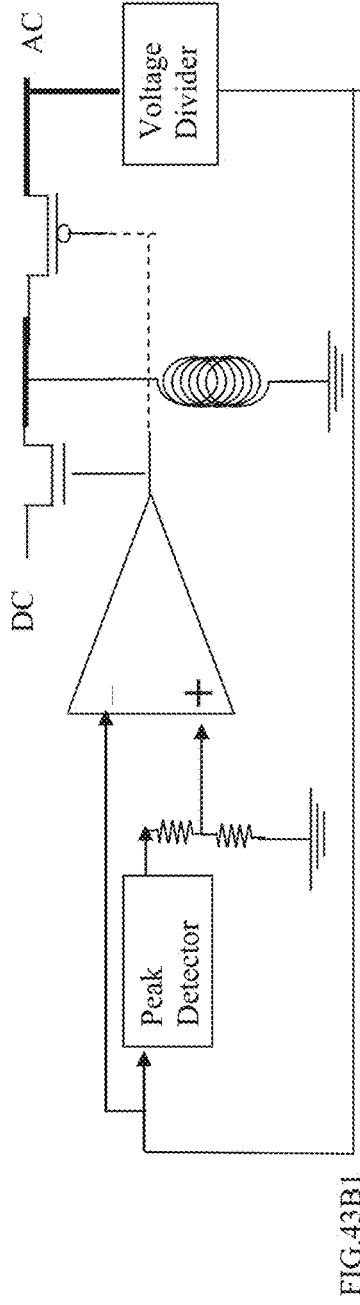 DC
AC
Voltage
Divider
−
+
Peak
Detector
FIG.43B1